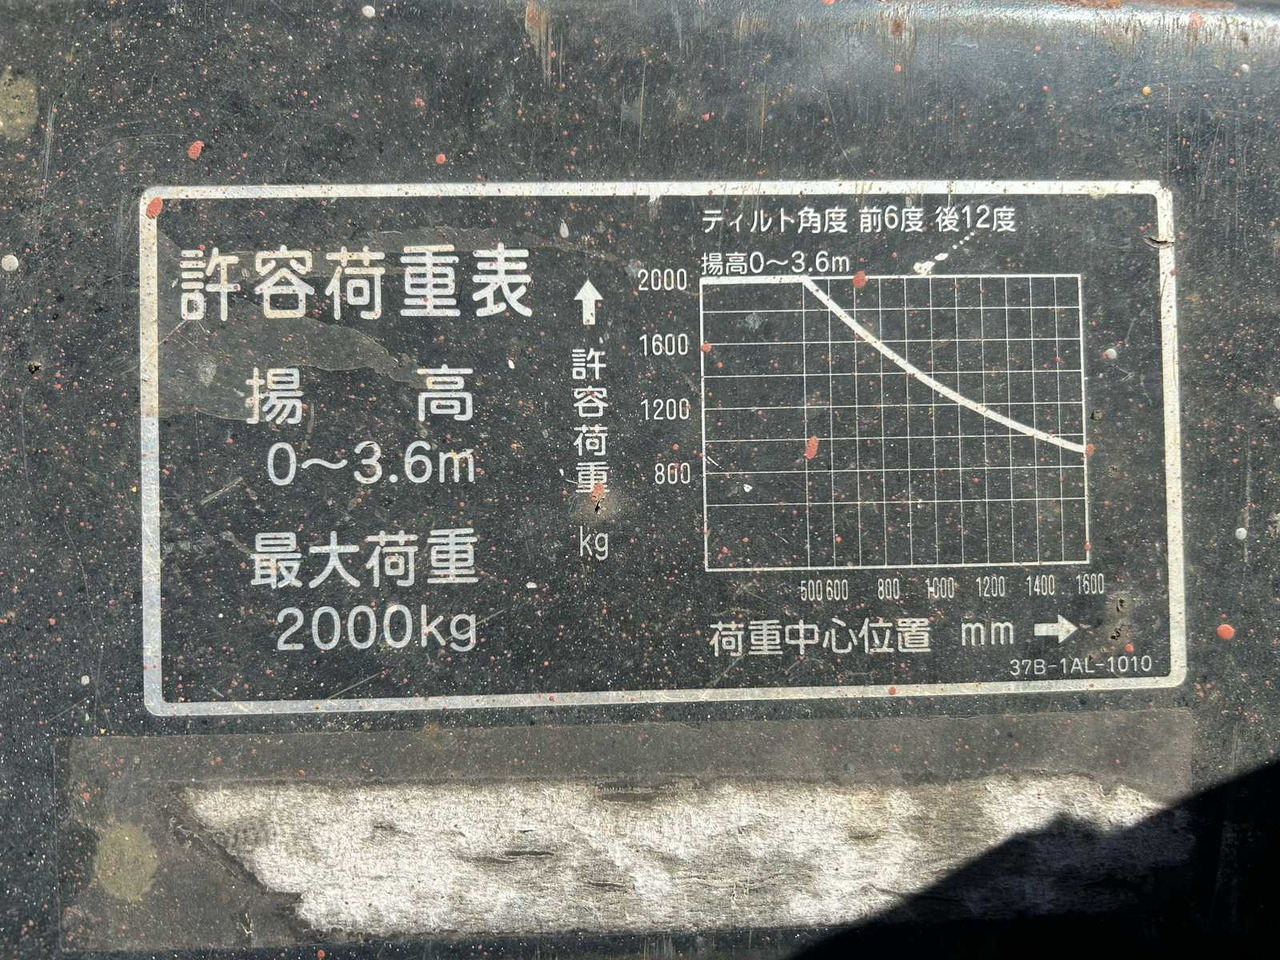 許容荷重表
揚高
0～3.6m
最大荷重
2000kg
許容荷重
kg
ティルト角度 前6度 後12度
揚高0～3.6m
2000
1600
1200
800
500 600 800 1000 1200 1400 1600
荷重中心位置 mm
37B-1AL-1010